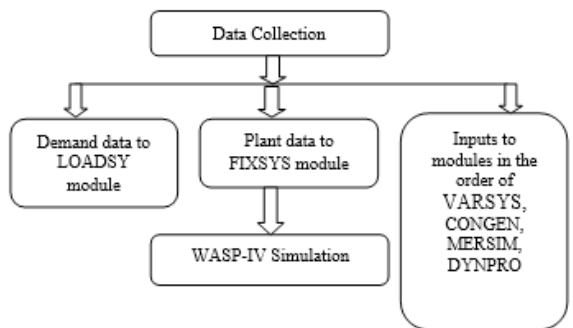 Data Collection
Demand data to
LOADSY
module
Plant data to
FIXSYS module
Inputs to
modules in the
order of
VARSYS,
CONGEN,
MERSIM,
DYNPRO
WASP-IV Simulation